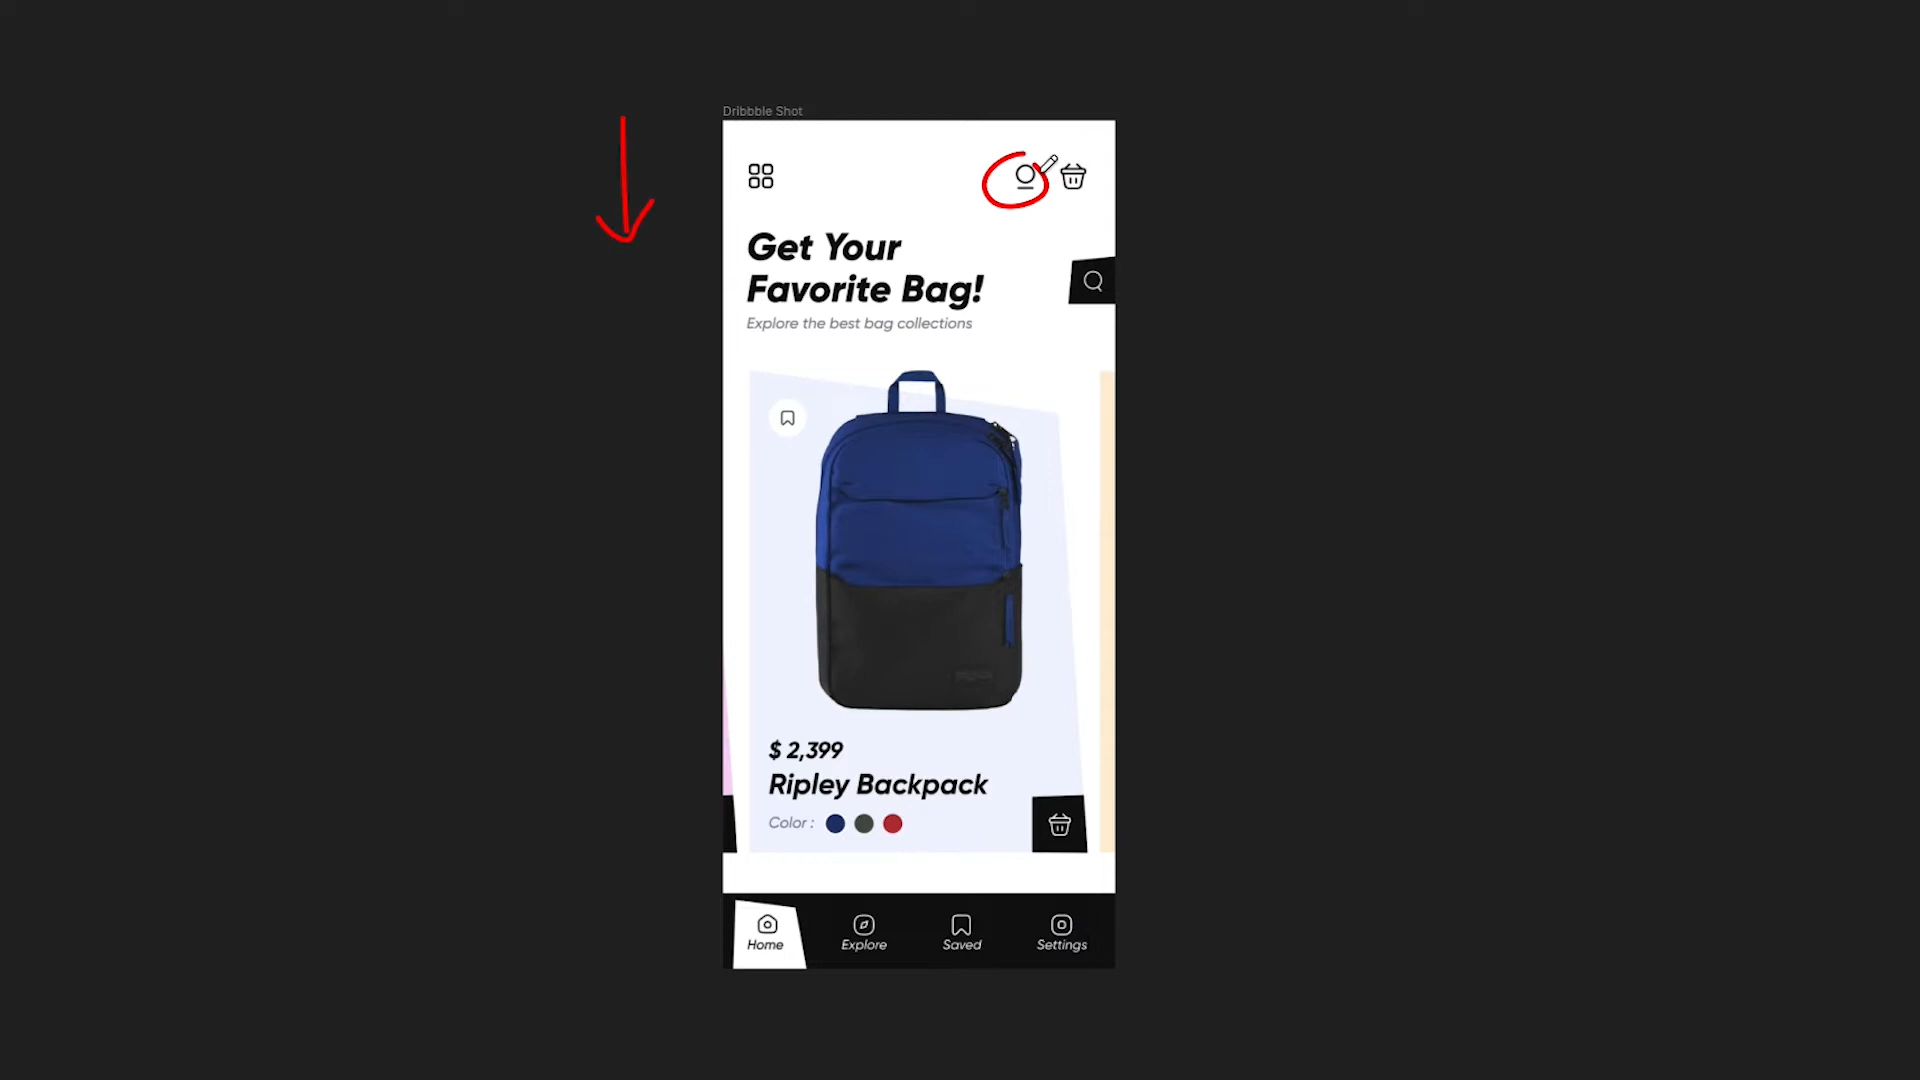 Dribbble Shot
Get Your
Favorite Bag!
Explore the best bag collections
$ 2,399
Ripley Backpack
Color :
Home
Explore
Saved
Settings